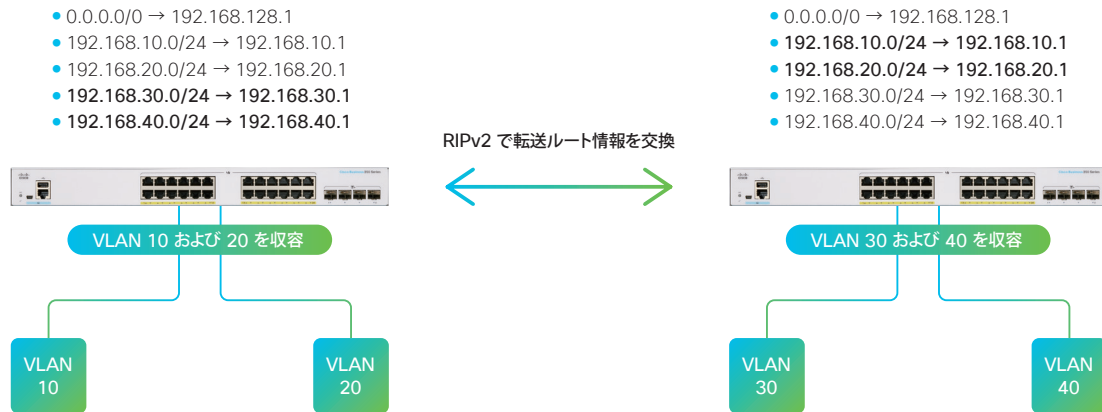 • 0.0.0.0/0 → 192.168.128.1
• 192.168.10.0/24 → 192.168.10.1
• 192.168.20.0/24 → 192.168.20.1
• 192.168.30.0/24 → 192.168.30.1
• 192.168.40.0/24 → 192.168.40.1
• 0.0.0.0/0 → 192.168.128.1
• 192.168.10.0/24 → 192.168.10.1
• 192.168.20.0/24 → 192.168.20.1
• 192.168.30.0/24 → 192.168.30.1
• 192.168.40.0/24 → 192.168.40.1
RIPv2 で転送ルート情報を交換
VLAN 10 および 20 を収容
VLAN 30 および 40 を収容
VLAN
10
VLAN
20
VLAN
30
VLAN
40